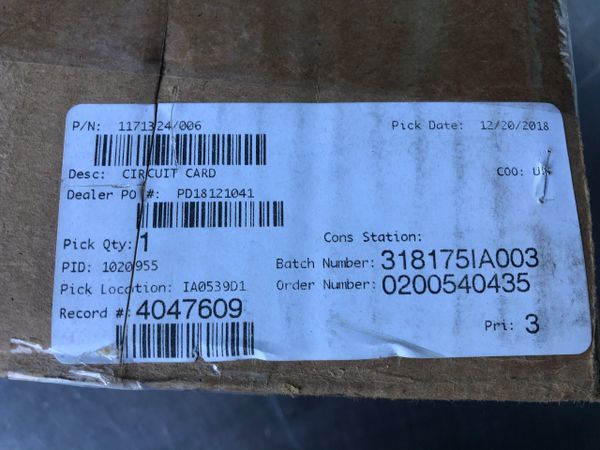 P/N: 1171324/006 Pick Date: 12/20/2018
Desc: CIRCUIT CARD COO:
Dealer PO #: PD18121041
Pick Qty: 1 Cons Station:
PID: 1020955 Batch Number: 318175IA003
Pick Location: IA0539D1 Order Number: 0200540435
Record #: 4047609
Pri: 3